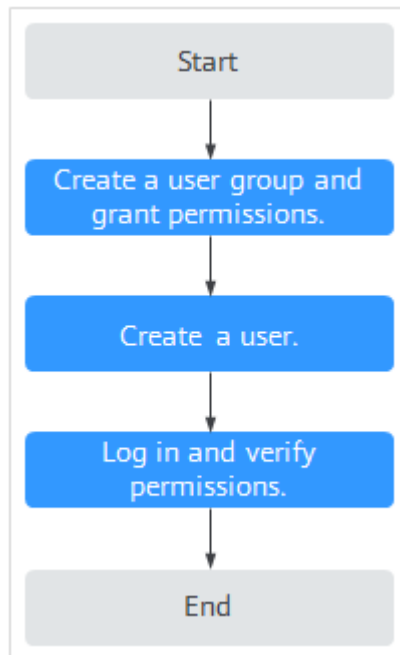 Start
Create a user group and
grant permissions.
Create a user.
Log in and verify
permissions.
End